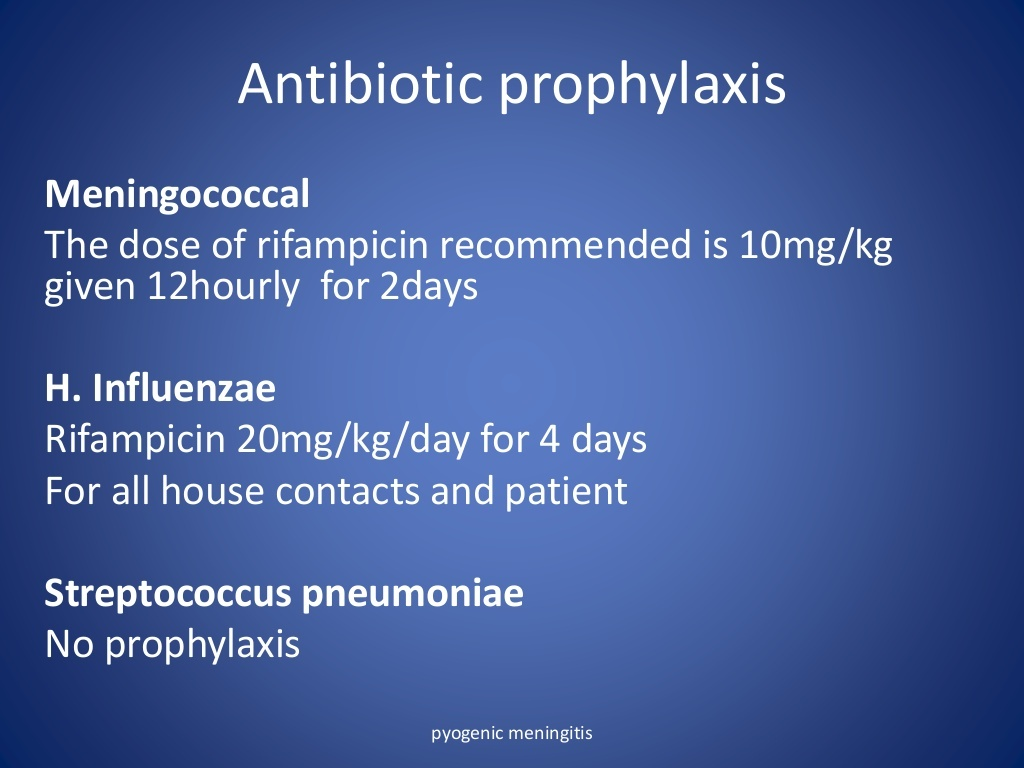 Antibiotic prophylaxis
Meningococcal
The dose of rifampicin recommended is 10mg/kg
given 12hourly  for 2days
H. Influenzae
Rifampicin 20mg/kg/day for 4 days
For all house contacts and patient
Streptococcus pneumoniae
No prophylaxis
pyogenic meningitis